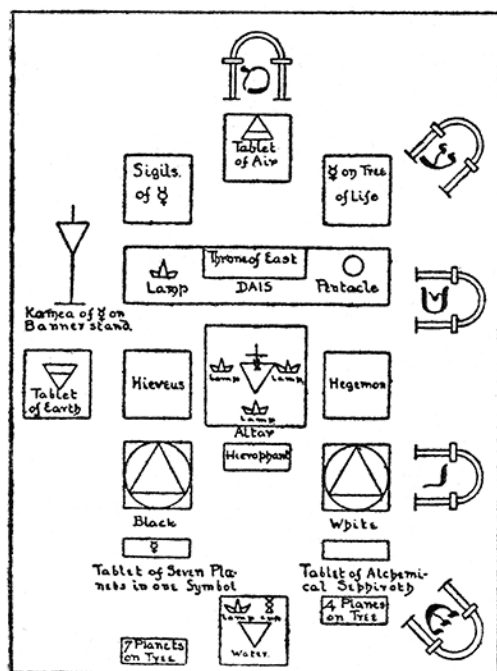 Tablet
of Air
Sigils
of ☿
☿ on Tree
of Life
Throne of East
Lamp
DAIS
Pentacle
Kamea of ☿ on
Banner stand.
Tablet
of Earth
Hiereus
Lamp
Lamp
Lamp
Altar
Hegemon
Hierophant
Black
White
☿
Tablet of Seven Pla-
nets in one Symbol
Tablet of Alchemi-
cal Sephiroth
7 Planets
on Tree
Lamp Cup
Water.
4 Planes
on Tree